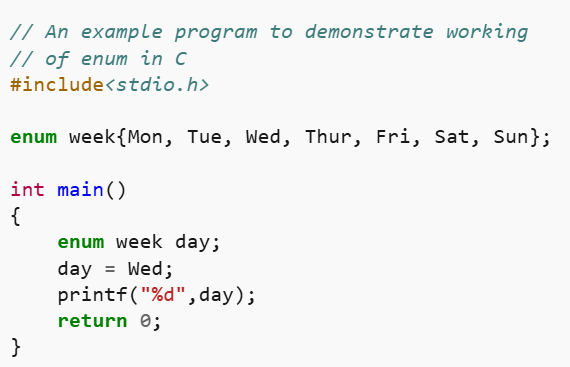 // An example program to demonstrate working
// of enum in C
#include<stdio.h>
enum week{Mon, Tue, Wed, Thur, Fri, Sat, Sun};
int main()
{
    enum week day;
    day = Wed;
    printf("%d",day);
    return 0;
}